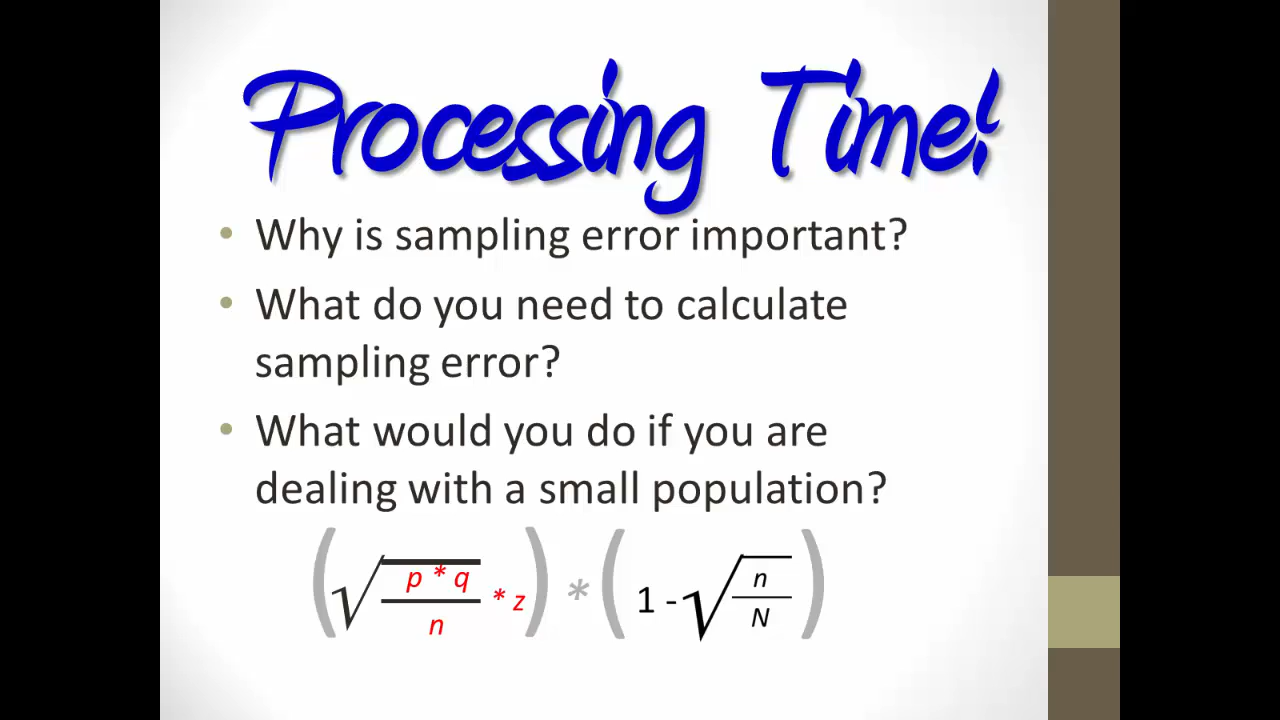 Processing Time!
• Why is sampling error important?
• What do you need to calculate
sampling error?
• What would you do if you are
dealing with a small population?
(√(p * q / n) * z) * (1 - √(n / N))